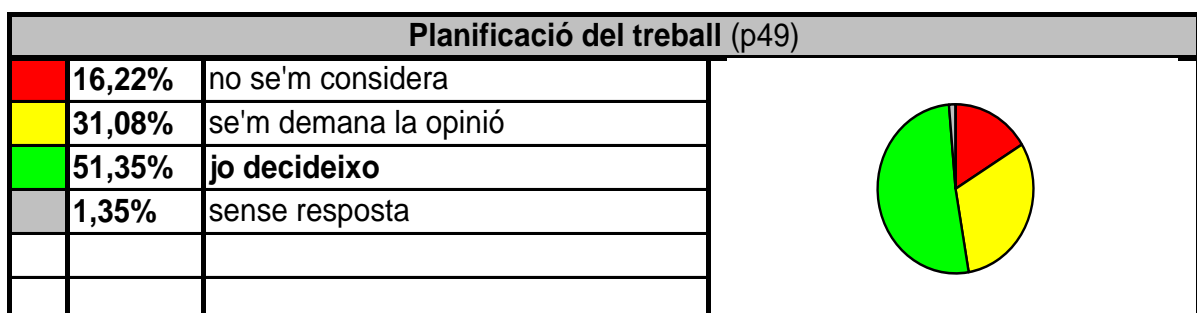 Planificació del treball (p49)
16,22% no se'm considera
31,08% se'm demana la opinió
51,35% jo decideixo
1,35% sense resposta